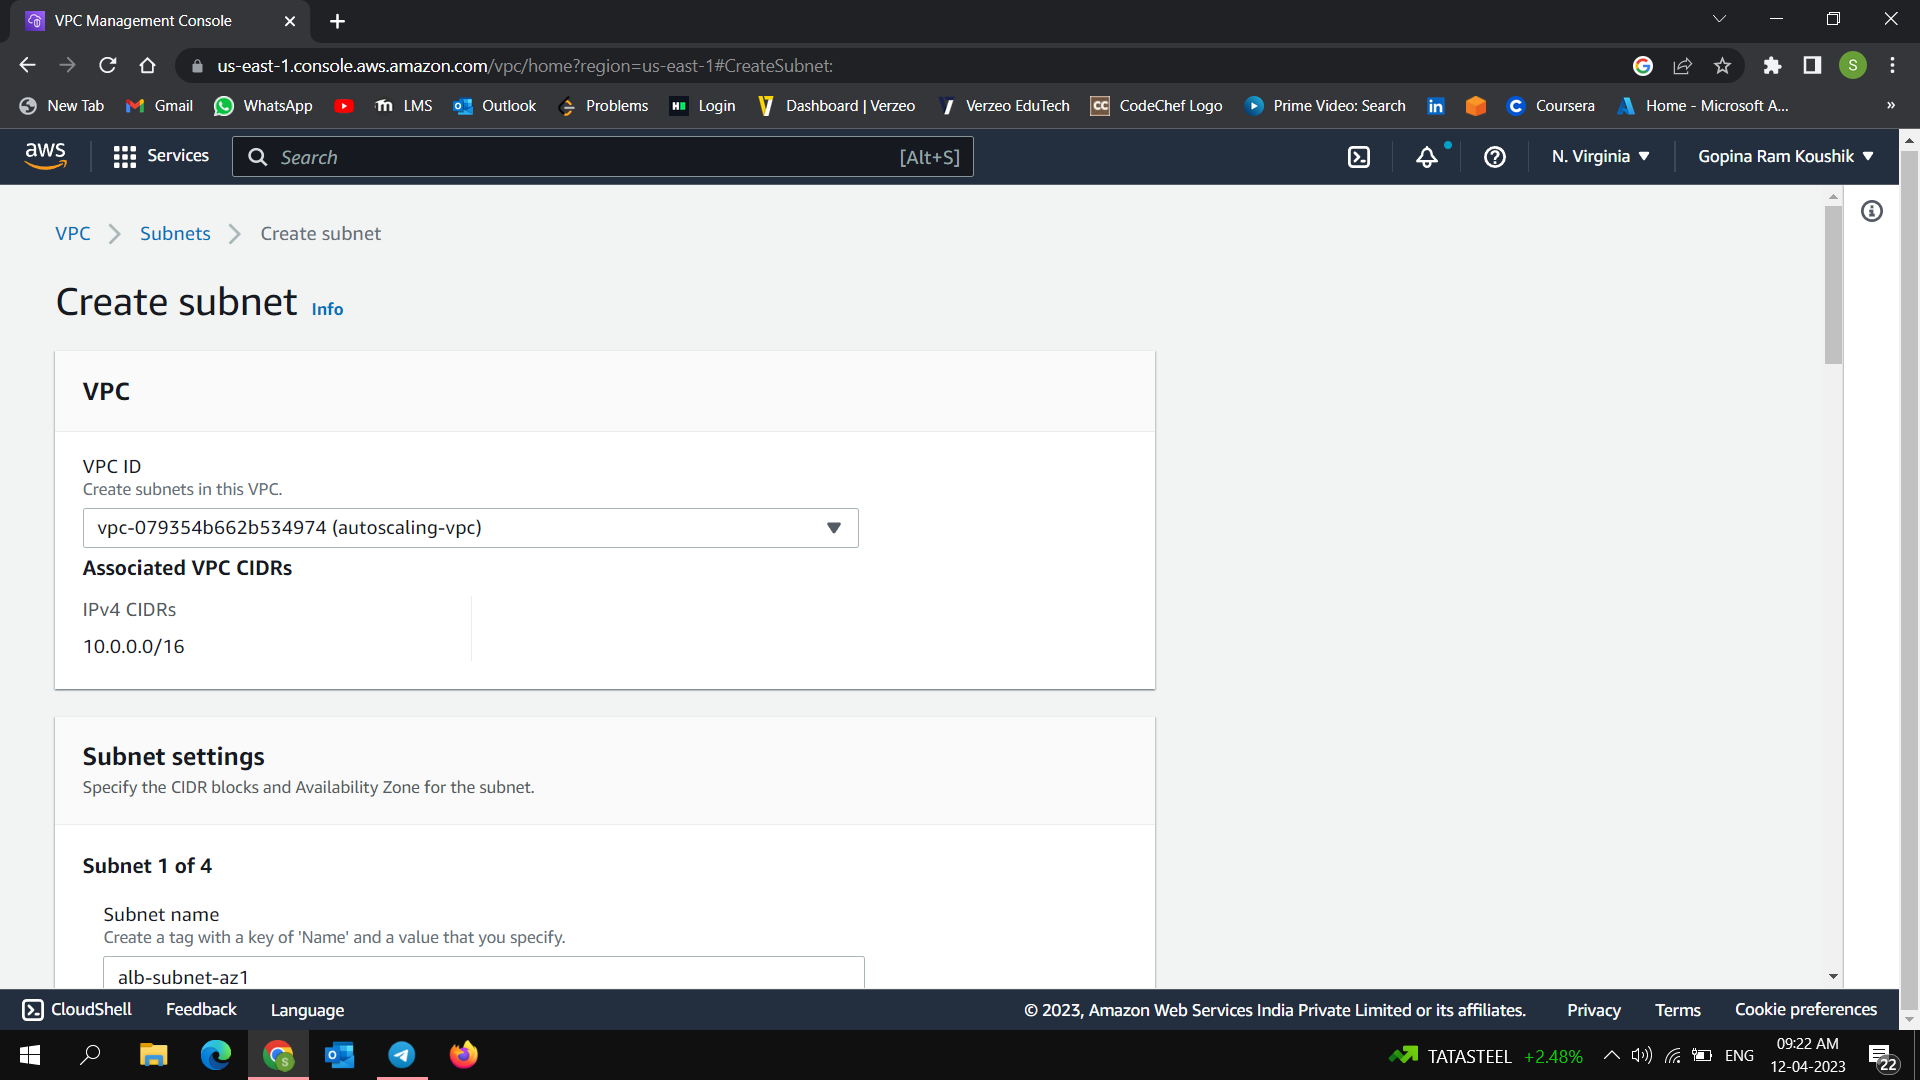 VPC Management Console
us-east-1.console.aws.amazon.com/vpc/home?region=us-east-1#CreateSubnet:
S
New Tab Gmail WhatsApp LMS Outlook Problems Login Dashboard | Verzeo Verzeo EduTech CodeChef Logo Prime Video: Search Coursera Home - Microsoft A... »
aws Services Search [Alt+S] N. Virginia Gopina Ram Koushik
VPC Subnets Create subnet
Create subnet Info
VPC
VPC ID
Create subnets in this VPC.
vpc-079354b662b534974 (autoscaling-vpc)
Associated VPC CIDRs
IPv4 CIDRs
10.0.0.0/16
Subnet settings
Specify the CIDR blocks and Availability Zone for the subnet.
Subnet 1 of 4
Subnet name
Create a tag with a key of 'Name' and a value that you specify.
alb-subnet-az1
CloudShell Feedback Language © 2023, Amazon Web Services India Private Limited or its affiliates. Privacy Terms Cookie preferences
TATASTEEL +2.48% ENG 09:22 AM
12-04-2023
22